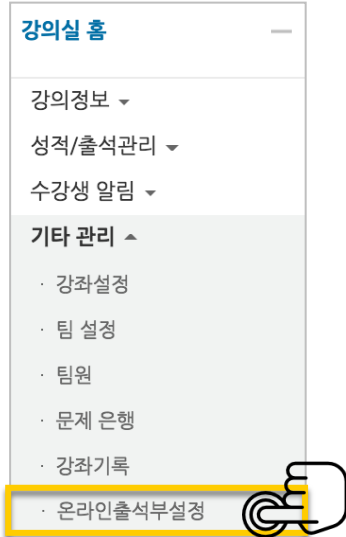 강의실 홈
강의정보
성적/출석관리
수강생 알림
기타 관리
· 강좌설정
· 팀 설정
· 팀원
· 문제 은행
· 강좌기록
· 온라인출석부설정